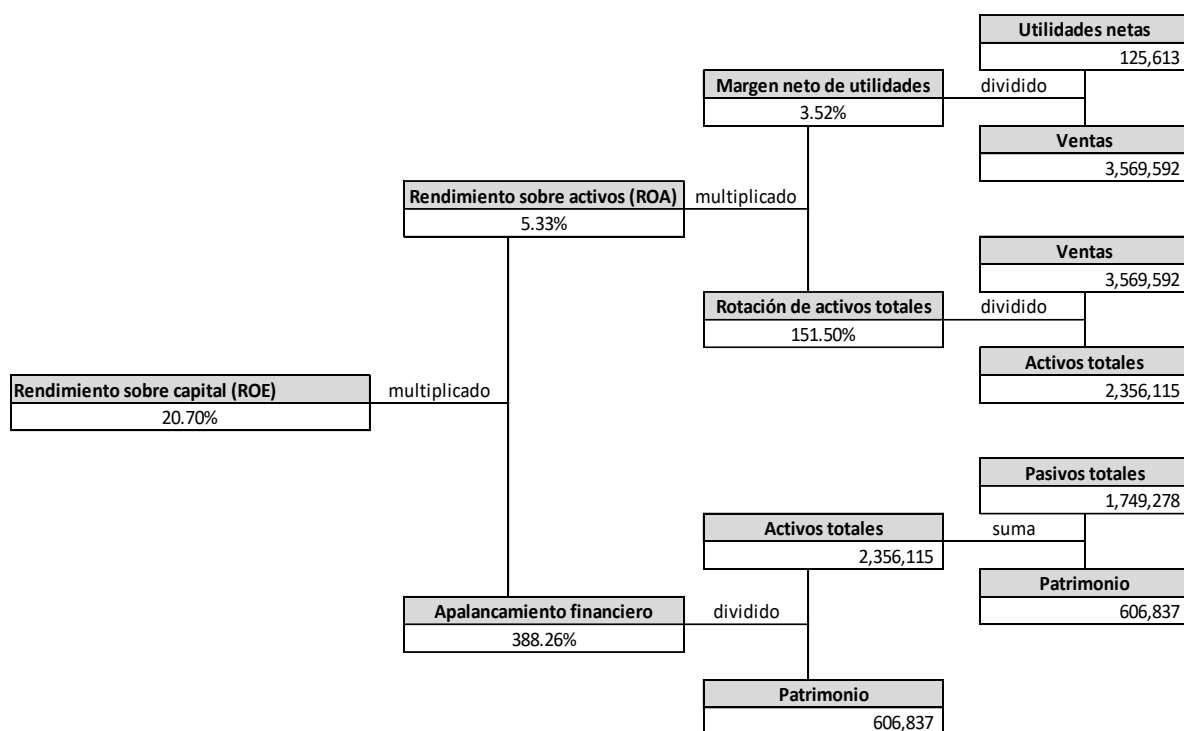 Utilidades netas
125,613
Margen neto de utilidades
dividido
3.52%
Ventas
3,569,592
Rendimiento sobre activos (ROA)
multiplicado
5.33%
Ventas
3,569,592
Rotación de activos totales
dividido
151.50%
Activos totales
2,356,115
Rendimiento sobre capital (ROE)
multiplicado
20.70%
Pasivos totales
1,749,278
Activos totales
suma
2,356,115
Patrimonio
606,837
Apalancamiento financiero
dividido
388.26%
Patrimonio
606,837